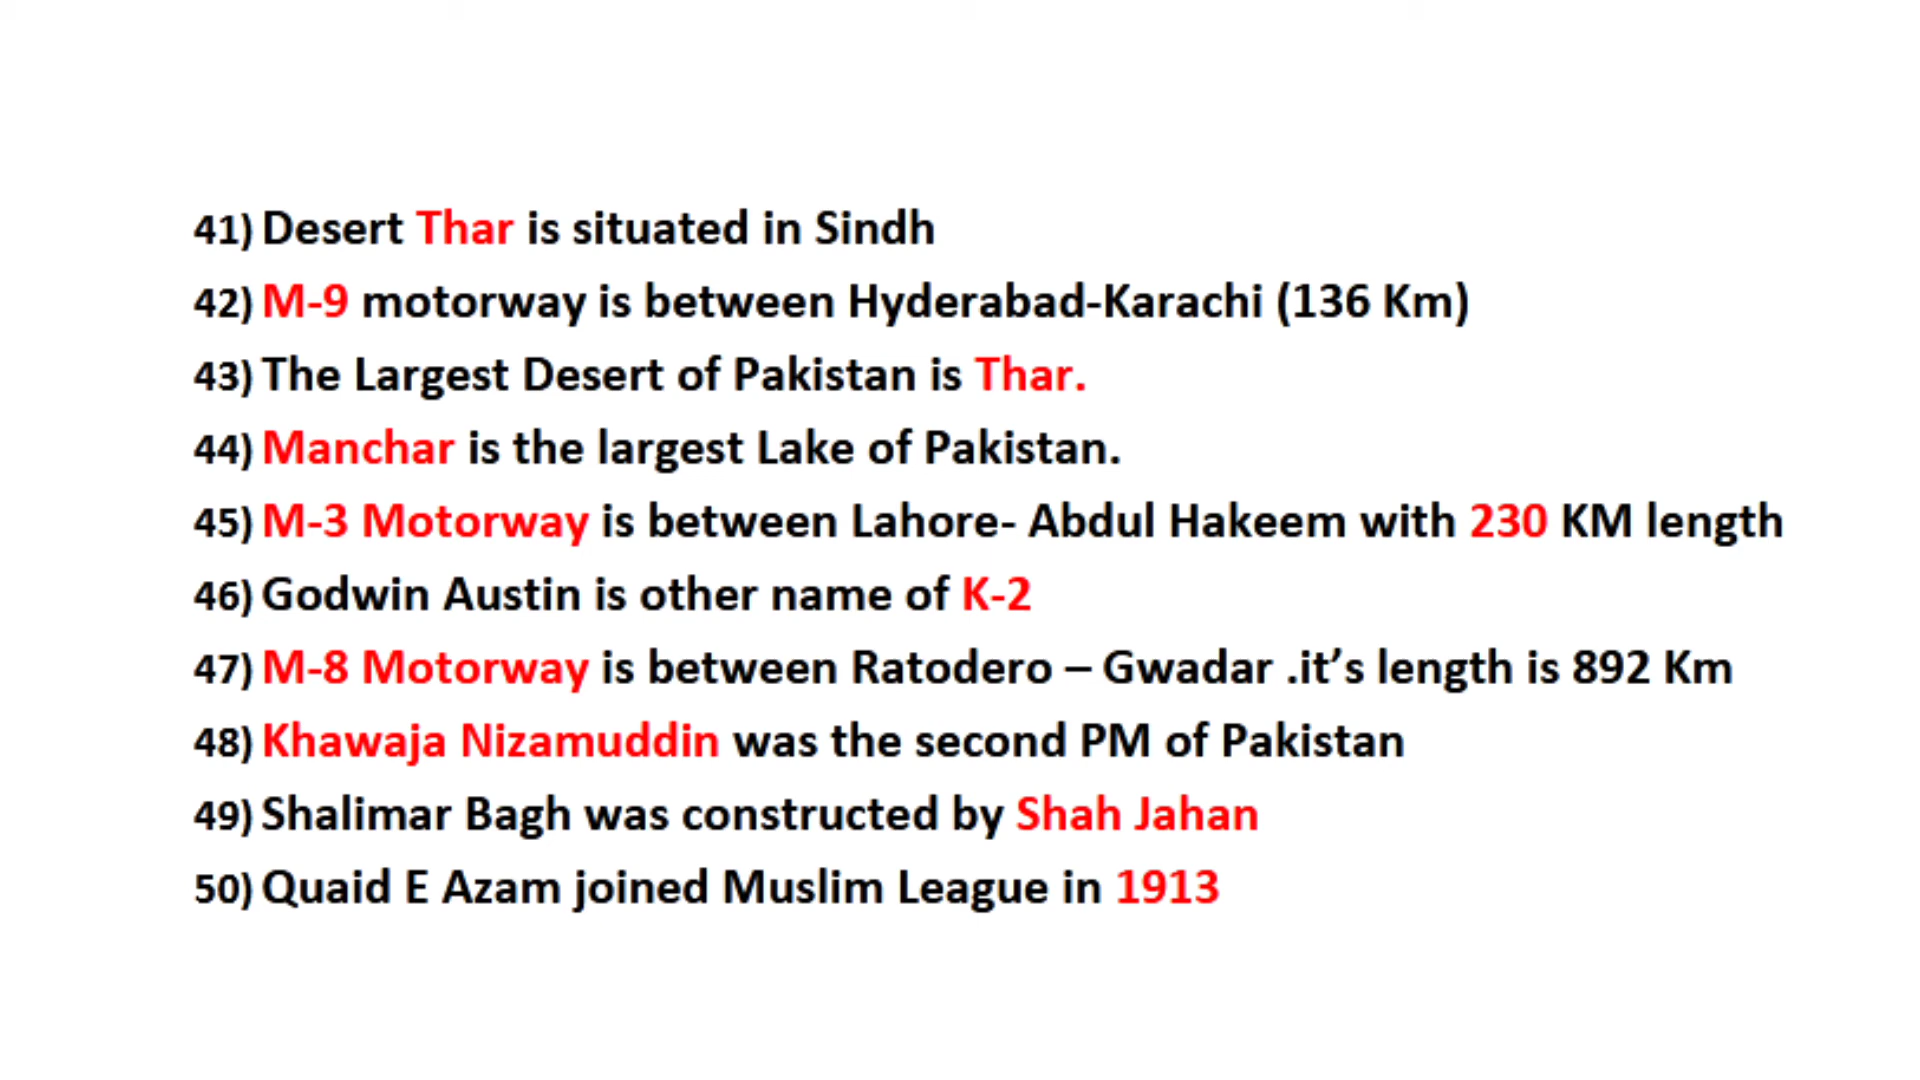 41) Desert Thar is situated in Sindh
42) M-9 motorway is between Hyderabad-Karachi (136 Km)
43) The Largest Desert of Pakistan is Thar.
44) Manchar is the largest Lake of Pakistan.
45) M-3 Motorway is between Lahore- Abdul Hakeem with 230 KM length
46) Godwin Austin is other name of K-2
47) M-8 Motorway is between Ratodero – Gwadar .it’s length is 892 Km
48) Khawaja Nizamuddin was the second PM of Pakistan
49) Shalimar Bagh was constructed by Shah Jahan
50) Quaid E Azam joined Muslim League in 1913